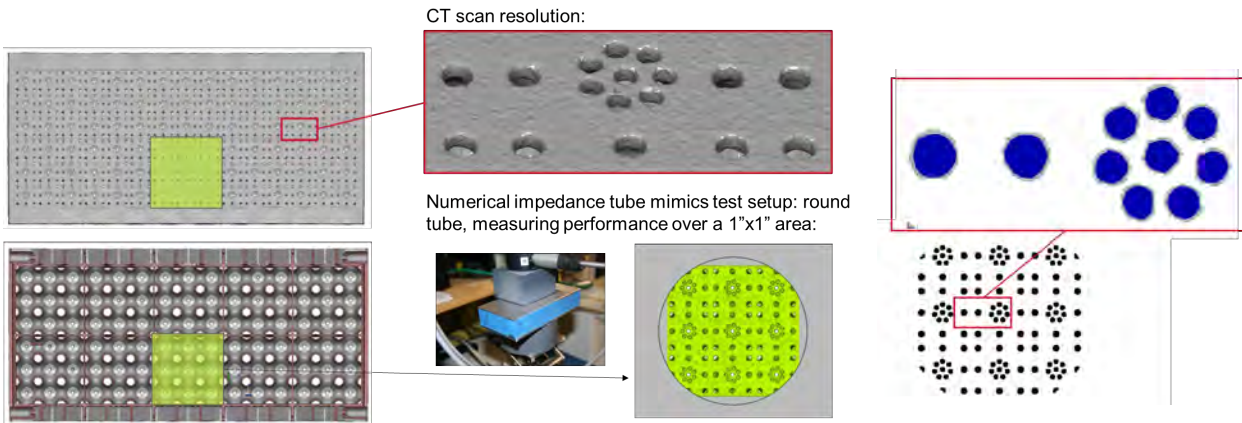 CT scan resolution:
Numerical impedance tube mimics test setup: round
tube, measuring performance over a 1”x1” area: